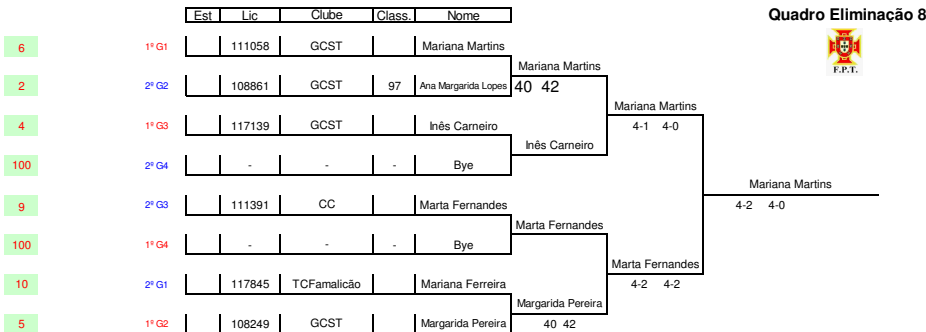 Est Lic Clube Class. Nome Quadro Eliminação 8
6 1º G1 111058 GCST Mariana Martins
F.P.T.
Mariana Martins
2 2º G2 108861 GCST 97 Ana Margarida Lopes 40 42
Mariana Martins
4 1º G3 117139 GCST Inês Carneiro 4-1 4-0
Inês Carneiro
100 2º G4 - - - Bye
Mariana Martins
9 2º G3 111391 CC Marta Fernandes 4-2 4-0
Marta Fernandes
100 1º G4 - - - Bye
Marta Fernandes
10 2º G1 117845 TCFamalicão Mariana Ferreira 4-2 4-2
Margarida Pereira
5 1º G2 108249 GCST Margarida Pereira 40 42